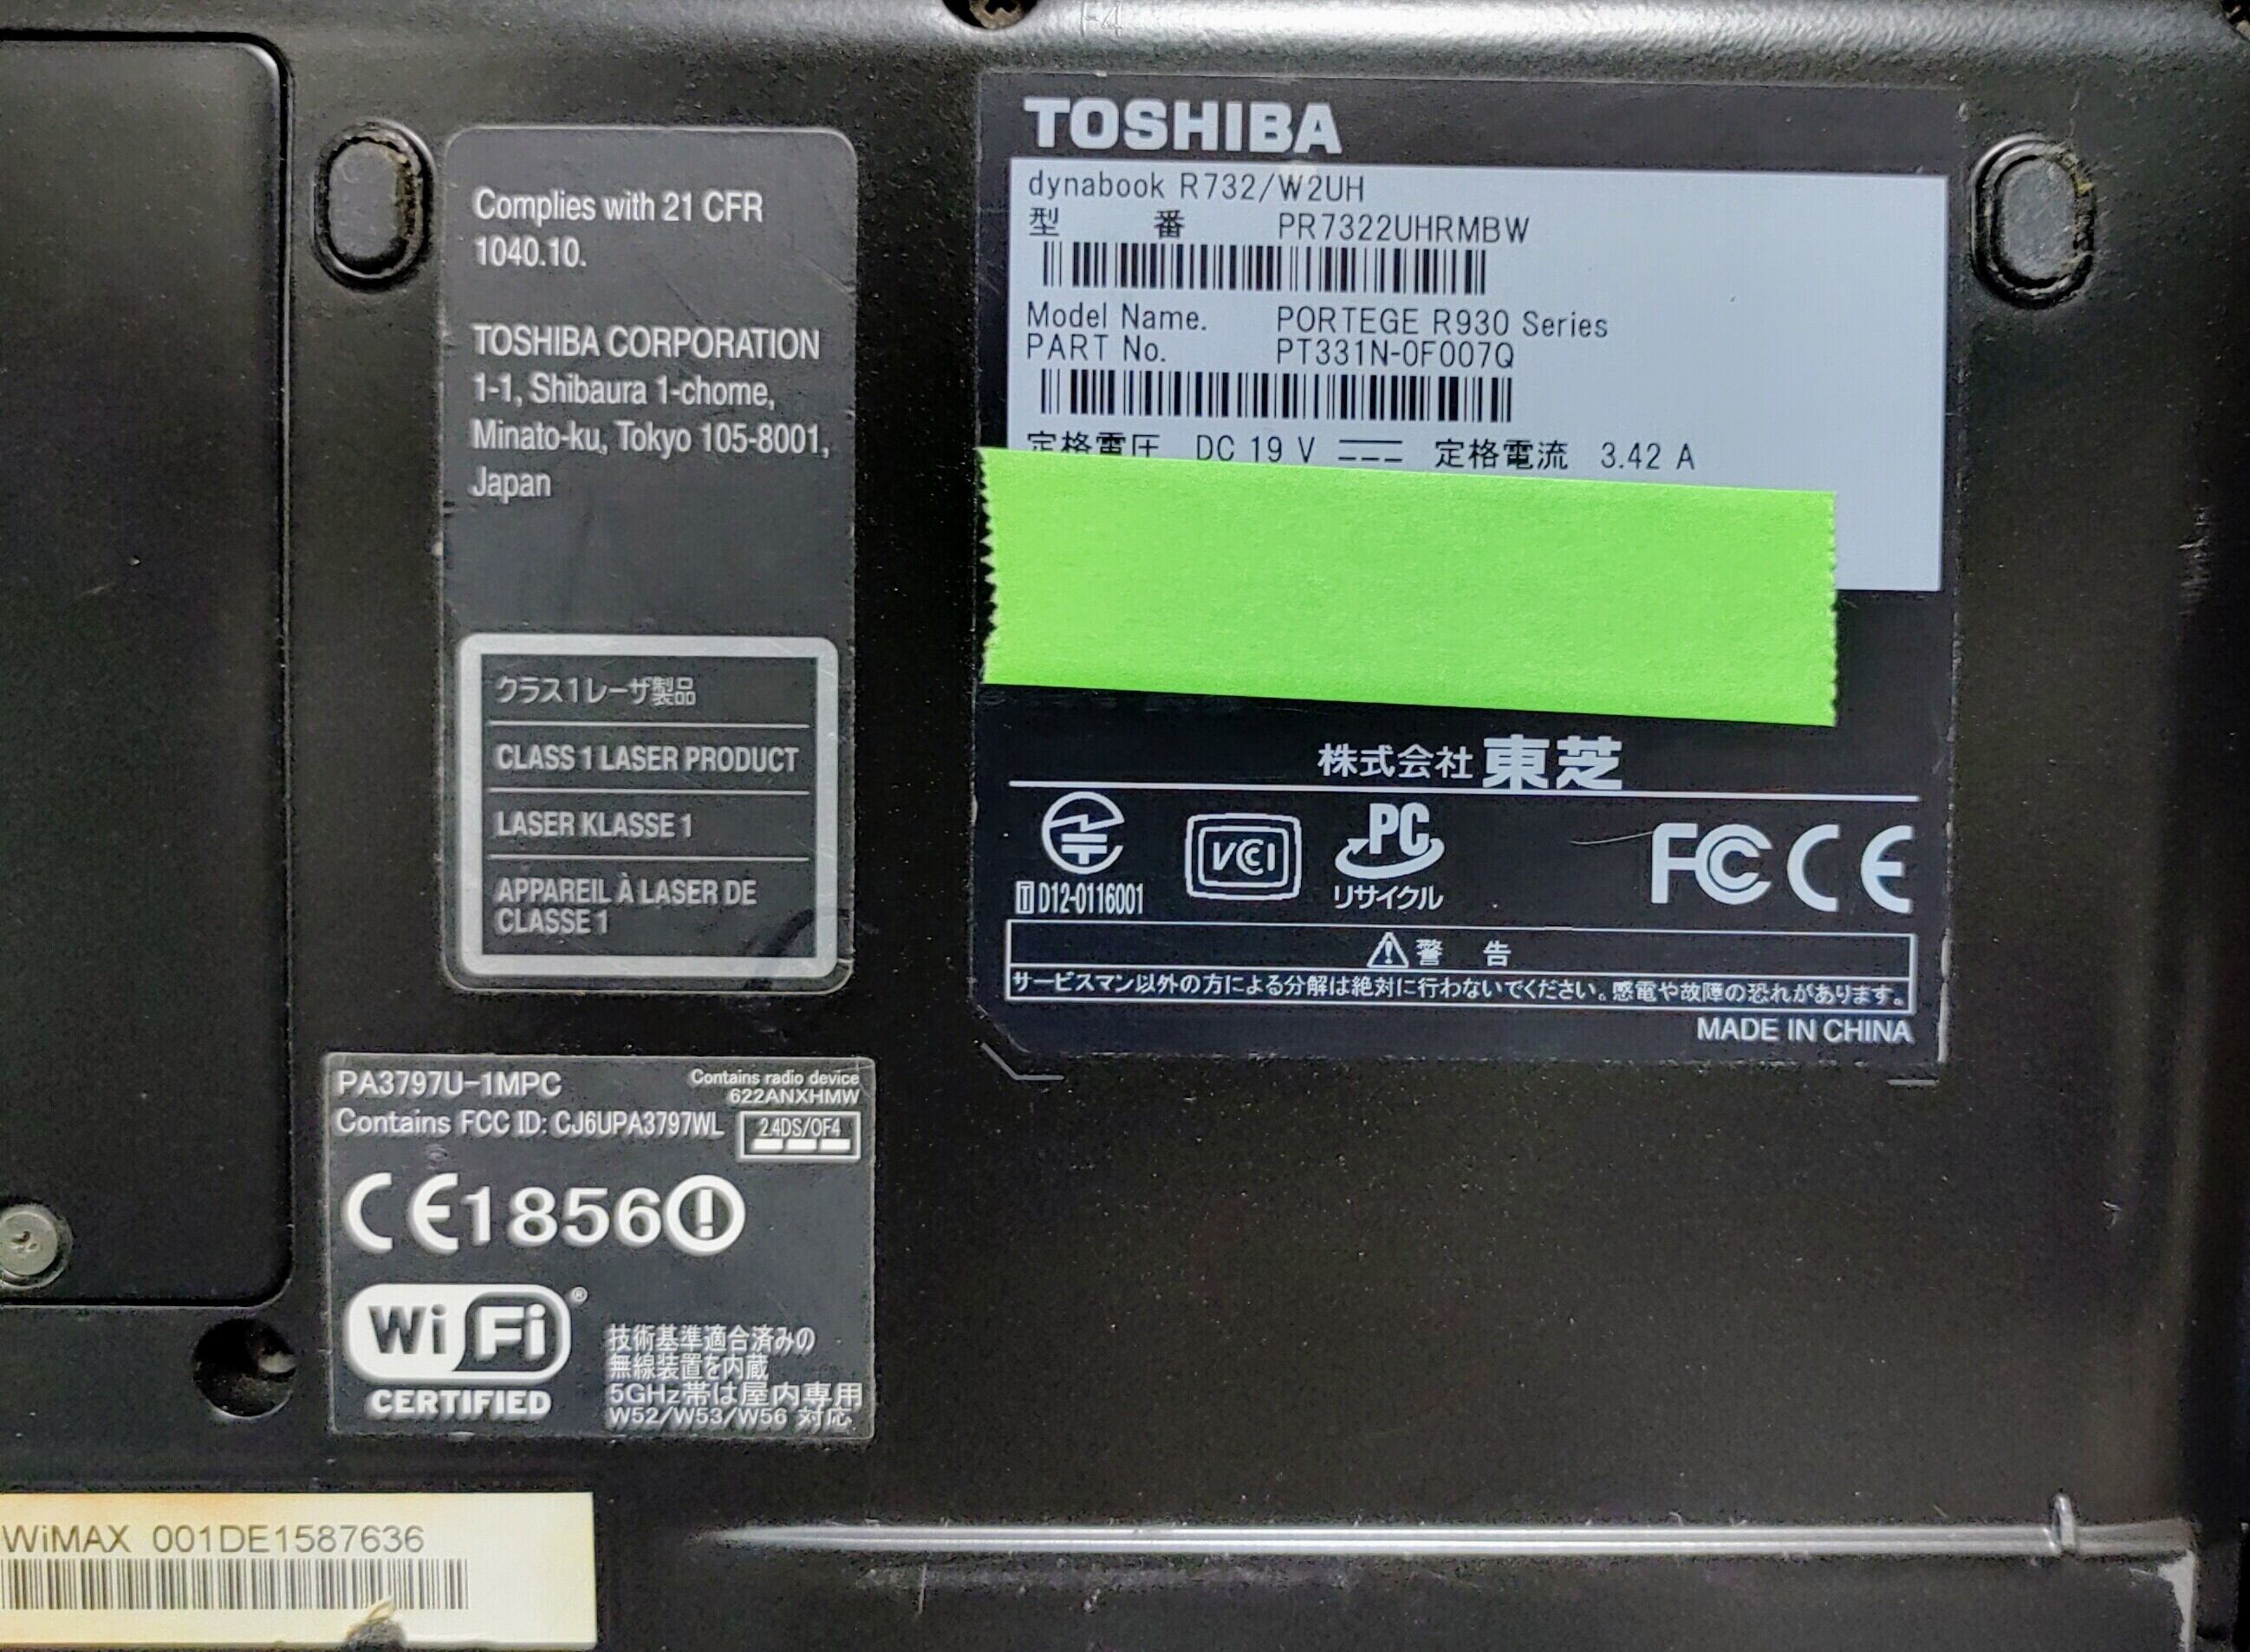 F4
Complies with 21 CFR
1040.10.
TOSHIBA CORPORATION
1-1, Shibaura 1-chome,
Minato-ku, Tokyo 105-8001,
Japan
クラス1レーザ製品
CLASS 1 LASER PRODUCT
LASER KLASSE 1
APPAREIL À LASER DE
CLASSE 1
TOSHIBA
dynabook R732/W2UH
型 番 PR7322UHRMBW
Model Name. PORTEGE R930 Series
PART No. PT331N-0F007Q
定格電圧 DC 19 V 定格電流 3.42 A
株式会社 東芝
T D12-0116001
VCI
PC
リサイクル
FC CE
警 告
サービスマン以外の方による分解は絶対に行わないでください。感電や故障の恐れがあります。
MADE IN CHINA
PA3797U-1MPC
Contains radio device
622ANXHMW
Contains FCC ID: CJ6UPA3797WL
2.4DS/OF4
CE1856
Wi Fi ®
CERTIFIED
技術基準適合済みの
無線装置を内蔵
5GHz帯は屋内専用
W52/W53/W56 対応
WiMAX 001DE1587636